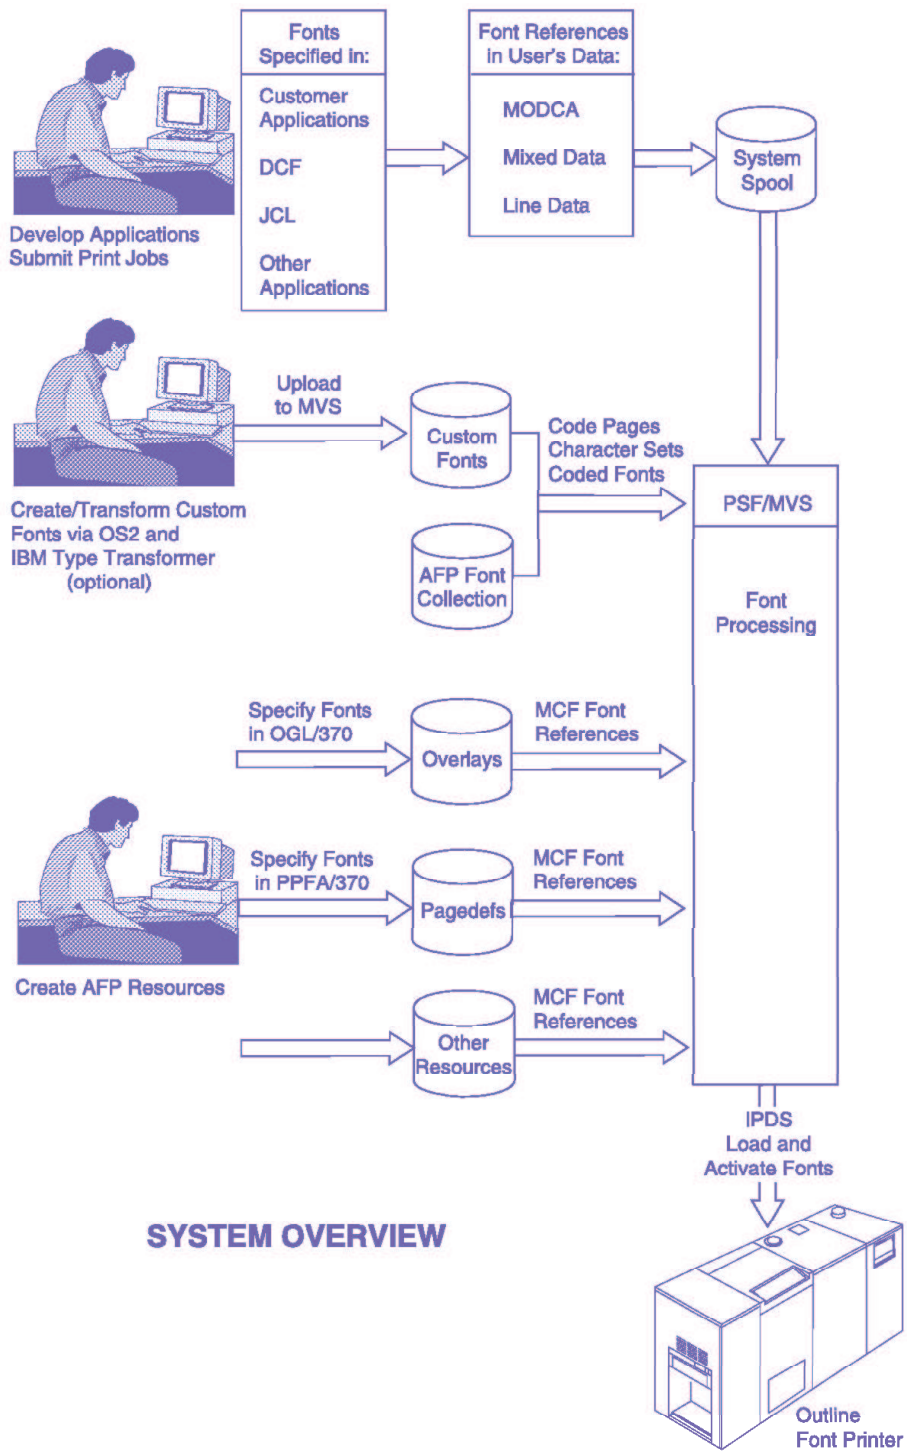 Fonts
Specified in:
Customer
Applications
DCF
JCL
Other
Applications
Font References
in User's Data:
MODCA
Mixed Data
Line Data
System
Spool
Develop Applications
Submit Print Jobs
Upload
to MVS
Custom
Fonts
Code Pages
Character Sets
Coded Fonts
PSF/MVS
Font
Processing
Create/Transform Custom
Fonts via OS2 and
IBM Type Transformer
(optional)
AFP Font
Collection
Specify Fonts
in OGL/370
Overlays
MCF Font
References
Specify Fonts
in PPFA/370
Pagedefs
MCF Font
References
Create AFP Resources
Other
Resources
MCF Font
References
IPDS
Load and
Activate Fonts
SYSTEM OVERVIEW
Outline
Font Printer